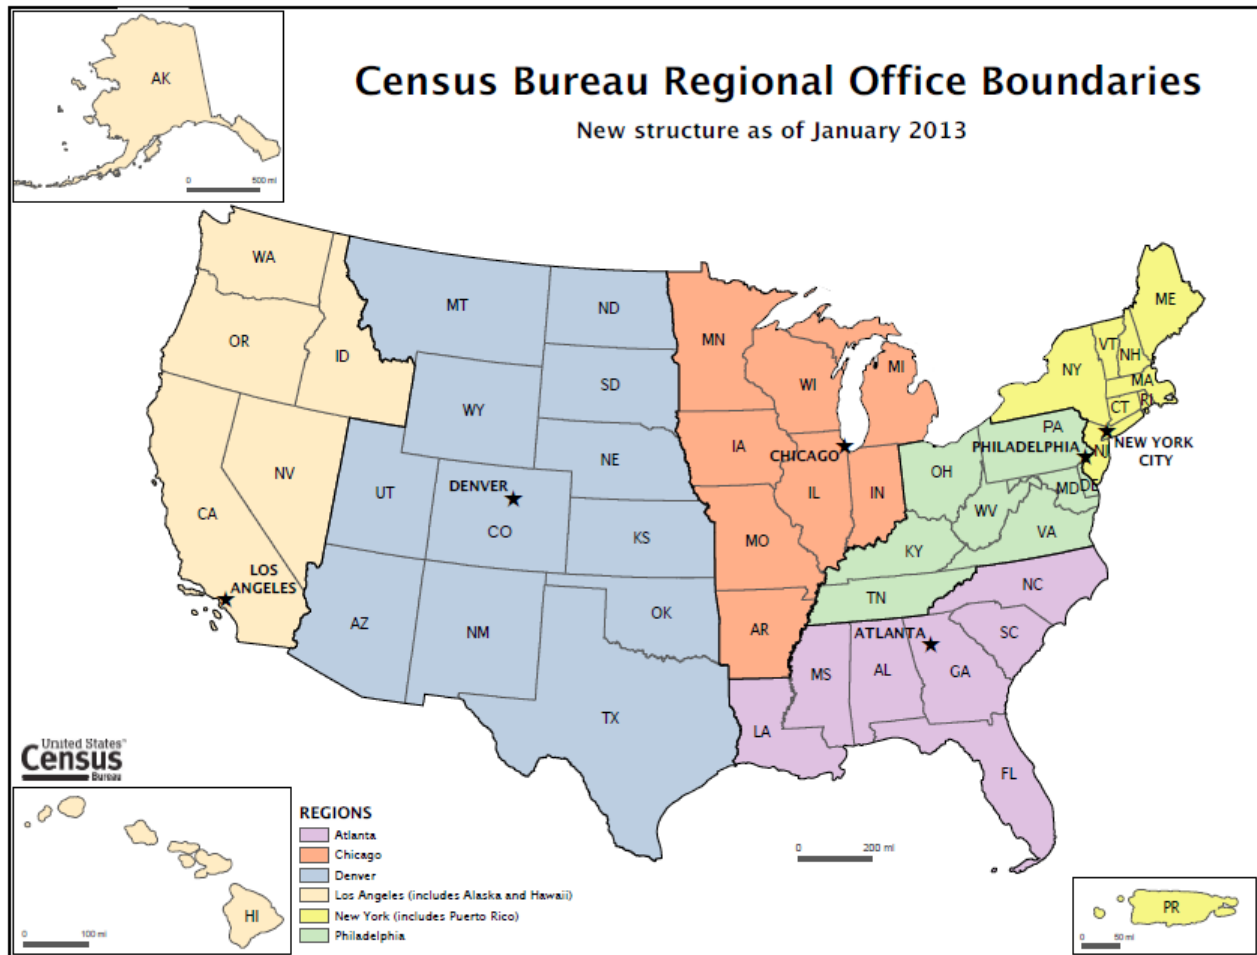 AK
0 500 mi
Census Bureau Regional Office Boundaries
New structure as of January 2013
WA
MT
ND
MN
ME
OR
ID
SD
WI
MI
VT
NH
NY
MA
WY
CT
RI
NE
IA
PA
CHICAGO
PHILADELPHIA
NEW YORK
CITY
NJ
NV
UT
DENVER
CO
IL
IN
OH
MD
DE
CA
KS
MO
WV
VA
KY
LOS
ANGELES
AZ
NM
OK
AR
TN
NC
ATLANTA
SC
MS
AL
GA
TX
LA
FL
United States™
Census
Bureau
HI
0 100 mi
REGIONS
Atlanta
Chicago
Denver
Los Angeles (includes Alaska and Hawaii)
New York (includes Puerto Rico)
Philadelphia
0 200 mi
PR
0 50 mi